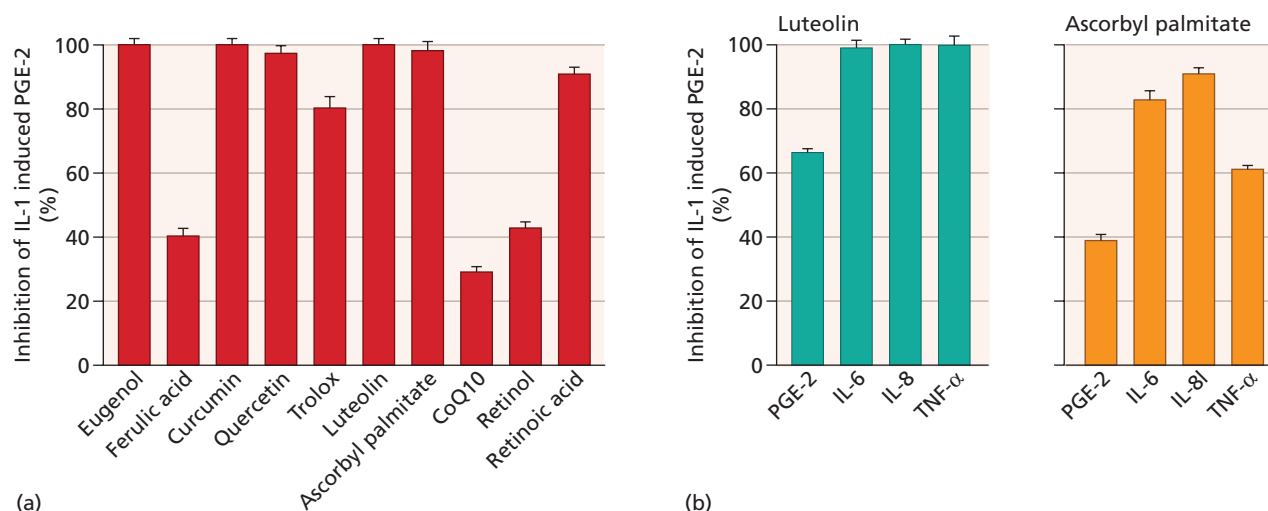 Inhibition of IL-1 induced PGE-2
(%)
100
80
60
40
20
0
Eugenol
Ferulic acid
Curcumin
Quercetin
Trolox
Luteolin
Ascorbyl palmitate
CoQ10
Retinol
Retinoic acid
(a)
Luteolin
Inhibition of IL-1 induced PGE-2
(%)
100
80
60
40
20
0
PGE-2
IL-6
IL-8
TNF-α
Ascorbyl palmitate
PGE-2
IL-6
IL-8I
TNF-α
(b)